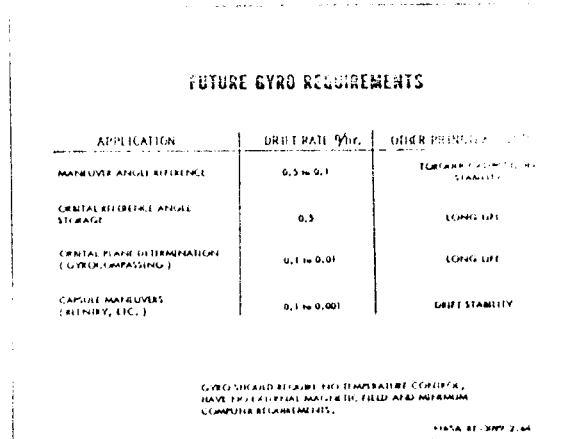 FUTURE GYRO REQUIREMENTS
APPLICATION DRIFT RATE °/hr. OTHER
MANEUVER ANGLE REFERENCE 0.5 to 0.1
STABILITY
ORBITAL REFERENCE ANGLE
STORAGE 0.5 LONG LIFE
ORBITAL PLANE DETERMINATION
( GYROCOMPASSING ) 0.1 to 0.01 LONG LIFE
CAPSULE MANEUVERS
( REENTRY, ETC. ) 0.1 to 0.001 DRIFT STABILITY
GYRO SHOULD REQUIRE NO TEMPERATURE CONTROL,
HAVE NO EXTERNAL MAGNETIC FIELD AND MINIMUM
COMPUTER REQUIREMENTS.
NASA